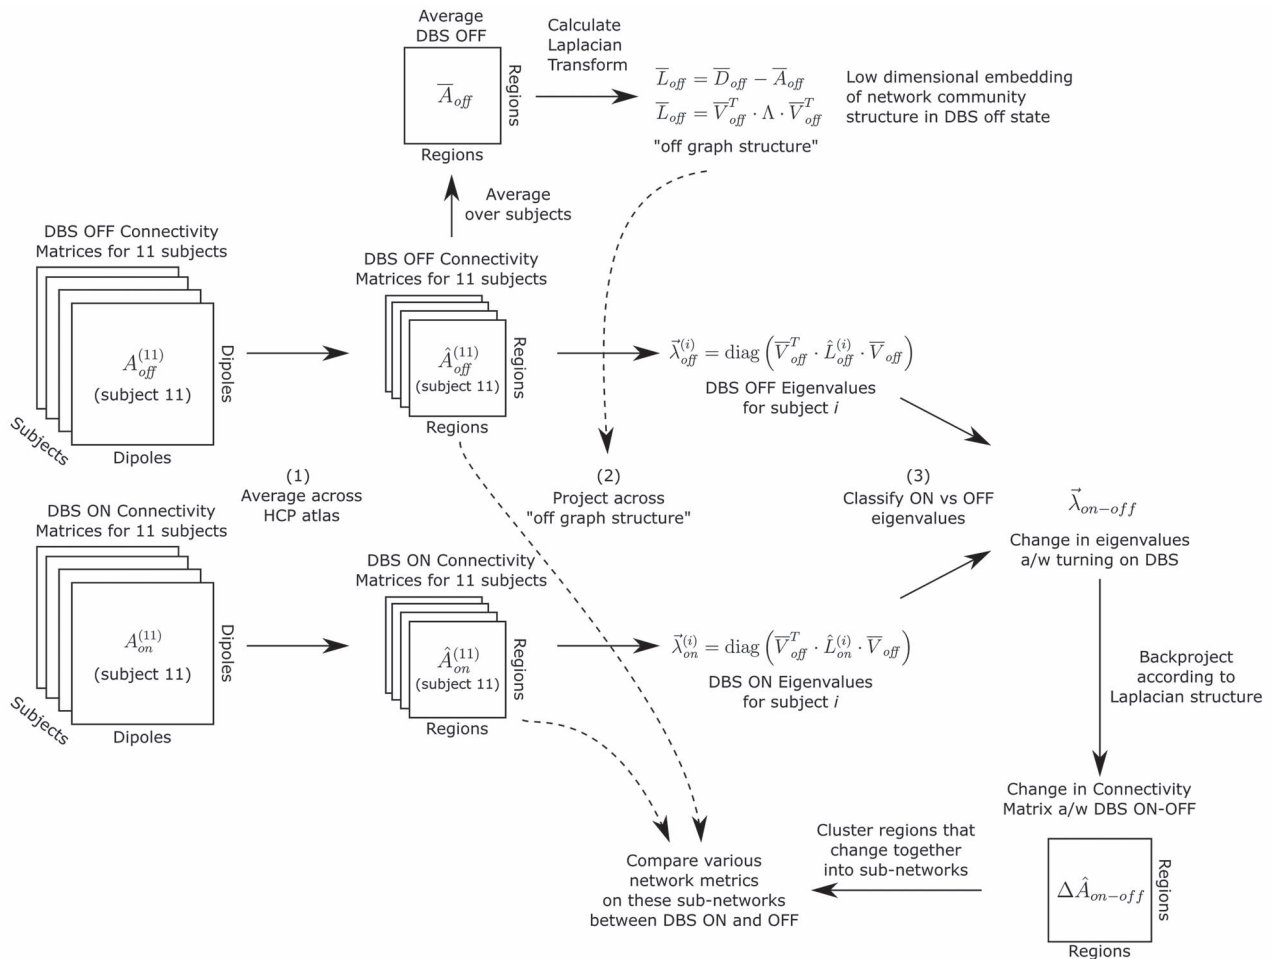 Average
DBS OFF
A̅_off
Regions
Regions
Calculate
Laplacian
Transform
L̅_off = D̅_off − A̅_off
L̅_off = V̅^T_off · Λ · V̅^T_off
"off graph structure"
Low dimensional embedding
of network community
structure in DBS off state
Average
over subjects
DBS OFF Connectivity
Matrices for 11 subjects
A^(11)_off
(subject 11)
Dipoles
Subjects
Dipoles
DBS OFF Connectivity
Matrices for 11 subjects
Â^(11)_off
(subject 11)
Regions
Regions
λ⃗^(i)_off = diag (V̅^T_off · L̂^(i)_off · V̅_off)
DBS OFF Eigenvalues
for subject i
(1)
Average across
HCP atlas
(2)
Project across
"off graph structure"
(3)
Classify ON vs OFF
eigenvalues
λ⃗_on−off
Change in eigenvalues
a/w turning on DBS
DBS ON Connectivity
Matrices for 11 subjects
A^(11)_on
(subject 11)
Dipoles
Subjects
Dipoles
DBS ON Connectivity
Matrices for 11 subjects
Â^(11)_on
(subject 11)
Regions
Regions
λ⃗^(i)_on = diag (V̅^T_off · L̂^(i)_on · V̅_off)
DBS ON Eigenvalues
for subject i
Backproject
according to
Laplacian structure
Change in Connectivity
Matrix a/w DBS ON-OFF
ΔÂ_on−off
Regions
Regions
Cluster regions that
change together
into sub-networks
Compare various
network metrics
on these sub-networks
between DBS ON and OFF